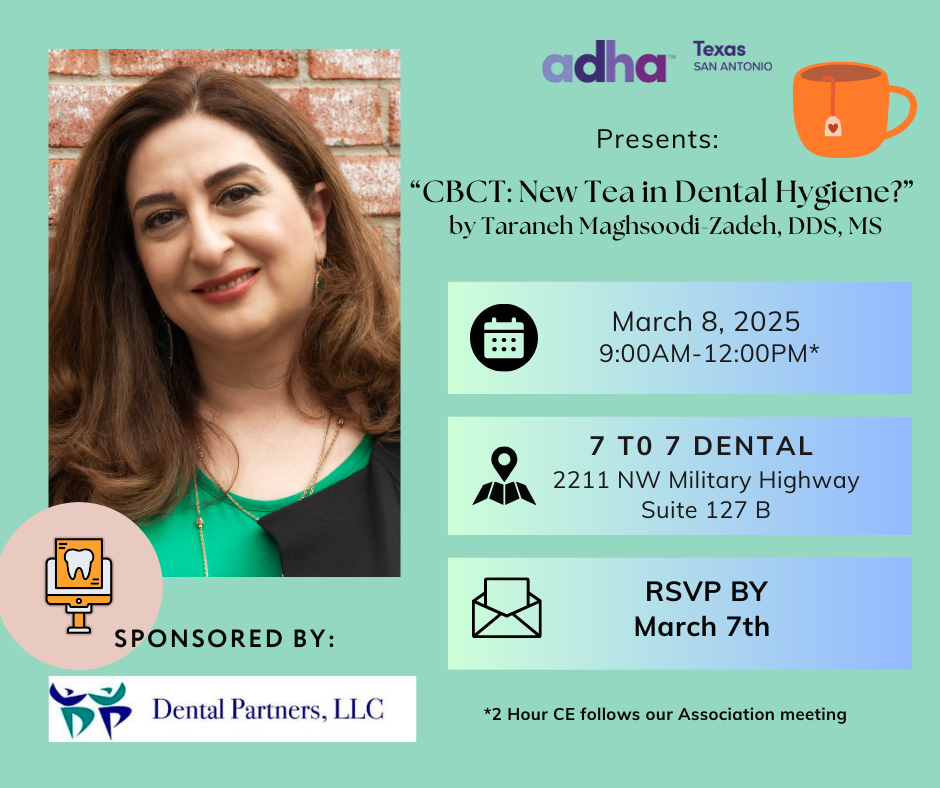 adha™
Texas
SAN ANTONIO
Presents:
“CBCT: New Tea in Dental Hygiene?”
by Taraneh Maghsoodi-Zadeh, DDS, MS
March 8, 2025
9:00AM-12:00PM*
7 T0 7 DENTAL
2211 NW Military Highway
Suite 127 B
RSVP BY
March 7th
SPONSORED BY:
Dental Partners, LLC
*2 Hour CE follows our Association meeting